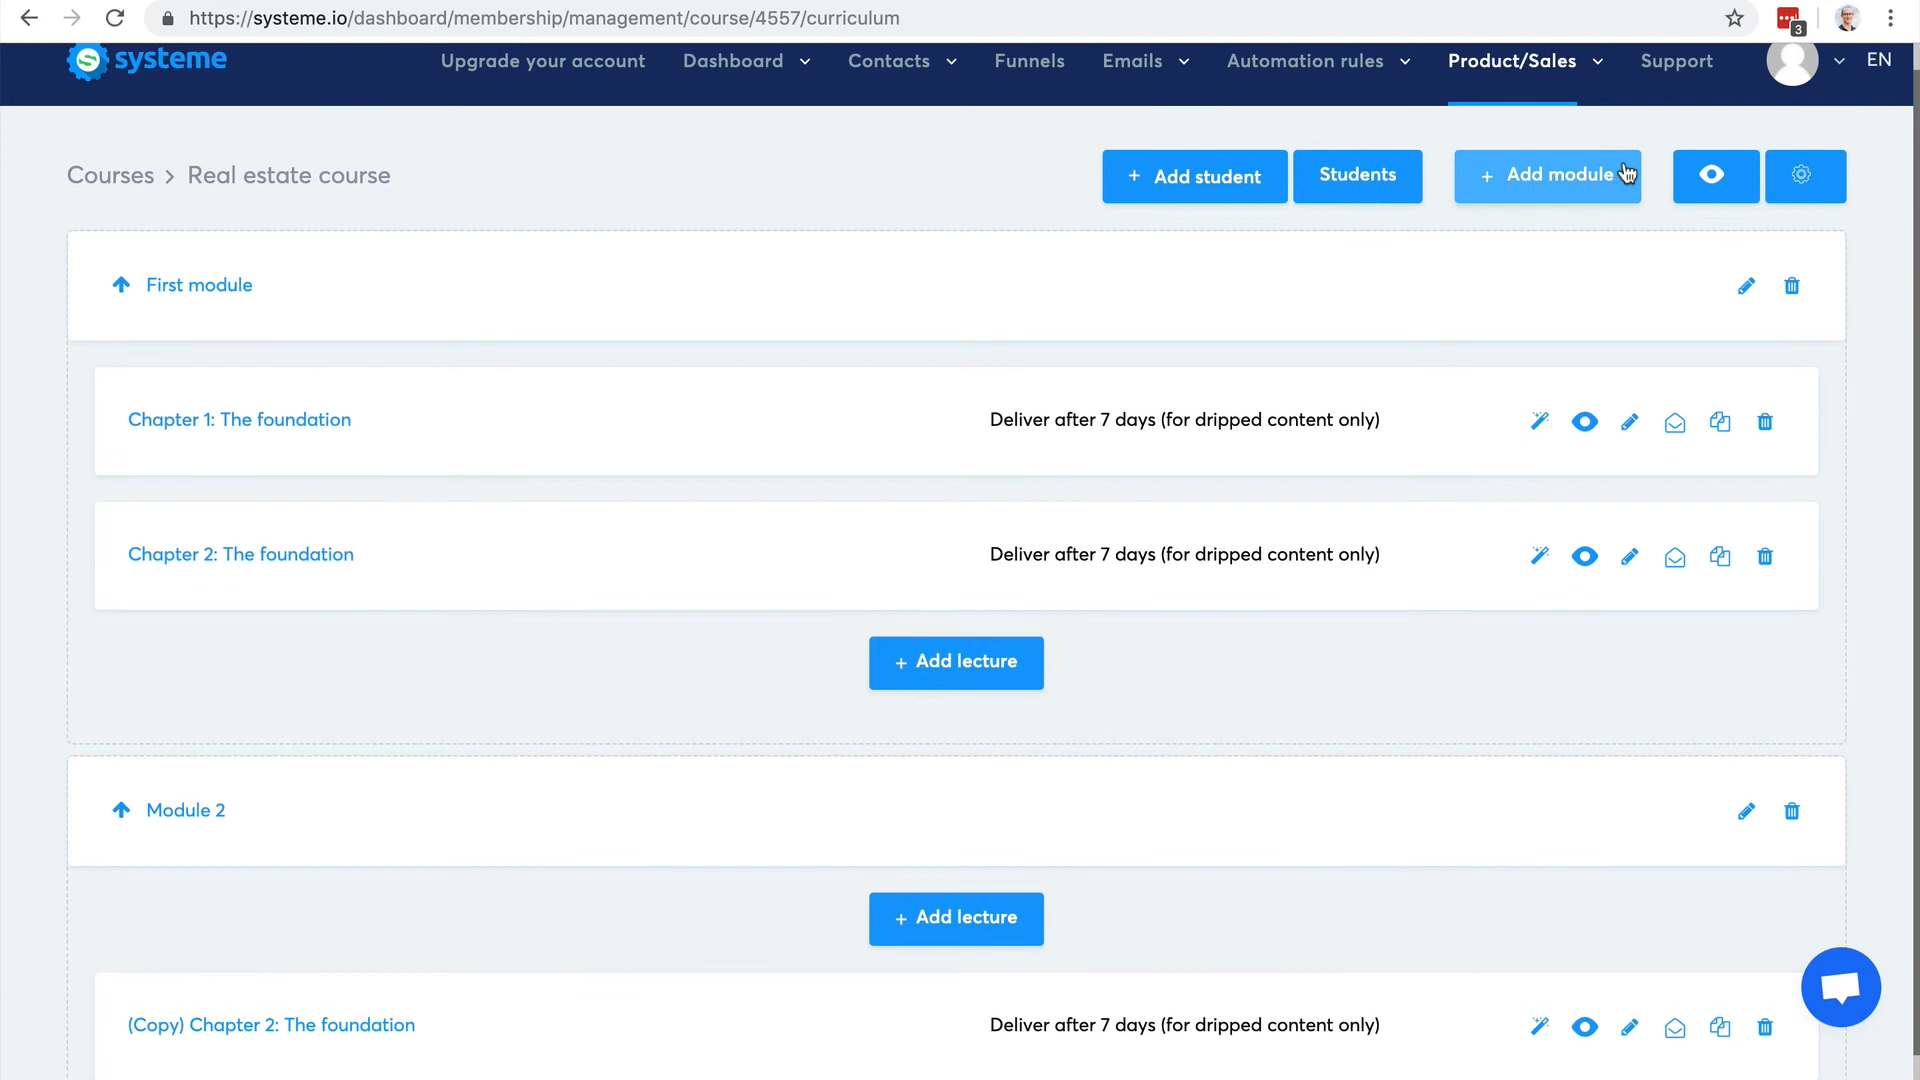 https://systeme.io/dashboard/membership/management/course/4557/curriculum
3
systeme
Upgrade your account Dashboard Contacts Funnels Emails Automation rules Product/Sales Support EN
Courses > Real estate course
+ Add student Students + Add module
First module
Chapter 1: The foundation Deliver after 7 days (for dripped content only)
Chapter 2: The foundation Deliver after 7 days (for dripped content only)
+ Add lecture
Module 2
+ Add lecture
(Copy) Chapter 2: The foundation Deliver after 7 days (for dripped content only)